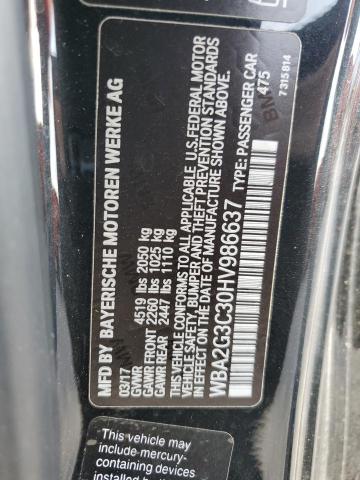 MFD BY BAYERISCHE MOTOREN WERKE AG
03/17
GVWR 4519 lbs 2050 kg
GAWR FRONT 2260 lbs 1025 kg
GAWR REAR 2447 lbs 1110 kg
THIS VEHICLE CONFORMS TO ALL APPLICABLE U.S. FEDERAL MOTOR
VEHICLE SAFETY, BUMPER AND THEFT PREVENTION STANDARDS
IN EFFECT ON THE DATE OF MANUFACTURE SHOWN ABOVE.
WBA2G3C30HV986637 TYPE: PASSENGER CAR
475
7 315 814
This vehicle may
include mercury-
containing devices
installed